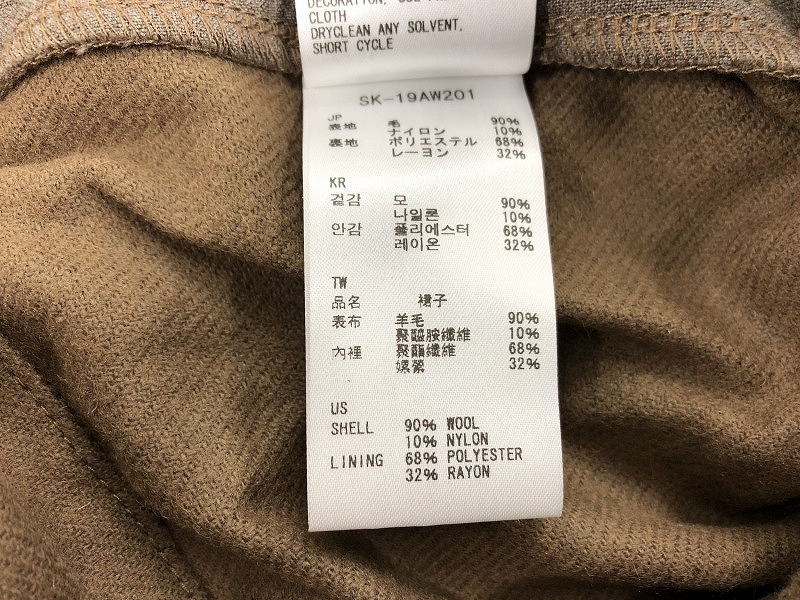 DECORATION,
CLOTH
DRYCLEAN ANY SOLVENT,
SHORT CYCLE
SK-19AW201
JP
表地 毛 90%
ナイロン 10%
裏地 ポリエステル 68%
レーヨン 32%
KR
겉감 모 90%
나일론 10%
안감 폴리에스터 68%
레이온 32%
TW
品名 裙子
表布 羊毛 90%
聚醯胺纖維 10%
內裡 聚酯纖維 68%
嫘縈 32%
US
SHELL 90% WOOL
10% NYLON
LINING 68% POLYESTER
32% RAYON